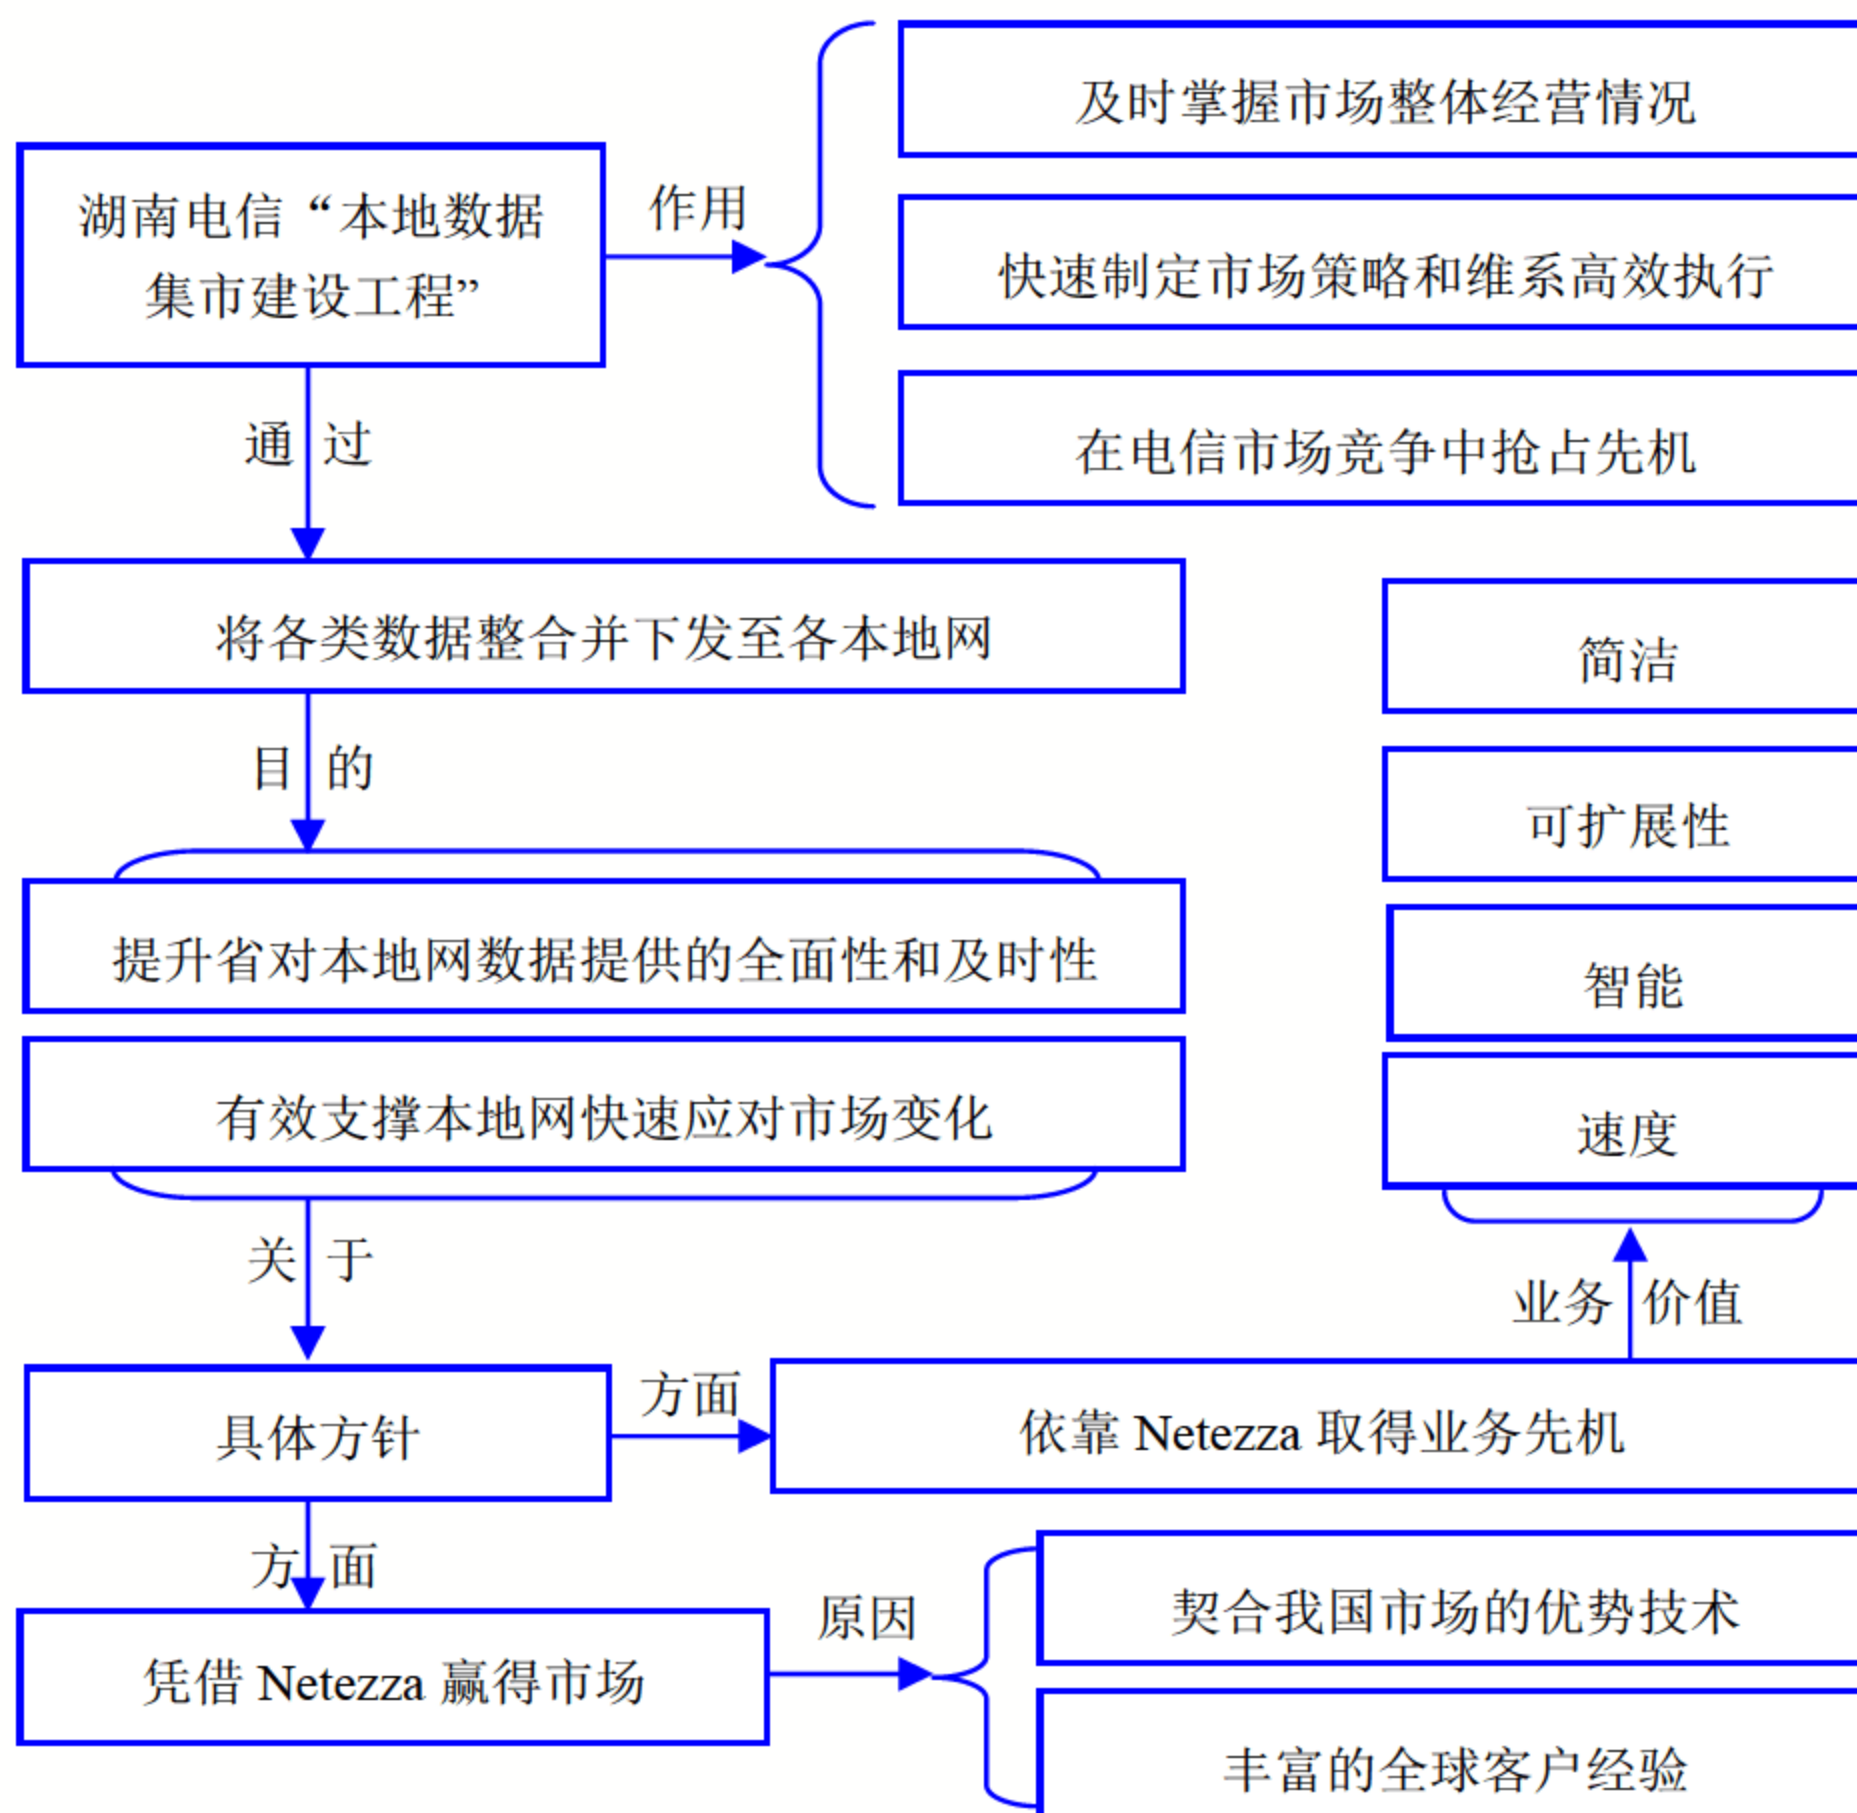 及时掌握市场整体经营情况
湖南电信“本地数据
集市建设工程”
作用
快速制定市场策略和维系高效执行
在电信市场竞争中抢占先机
通过
将各类数据整合并下发至各本地网
目的
提升省对本地网数据提供的全面性和及时性
有效支撑本地网快速应对市场变化
简洁
可扩展性
智能
速度
关于
业务价值
具体方针
方面
依靠 Netezza 取得业务先机
方面
凭借 Netezza 赢得市场
原因
契合我国市场的优势技术
丰富的全球客户经验